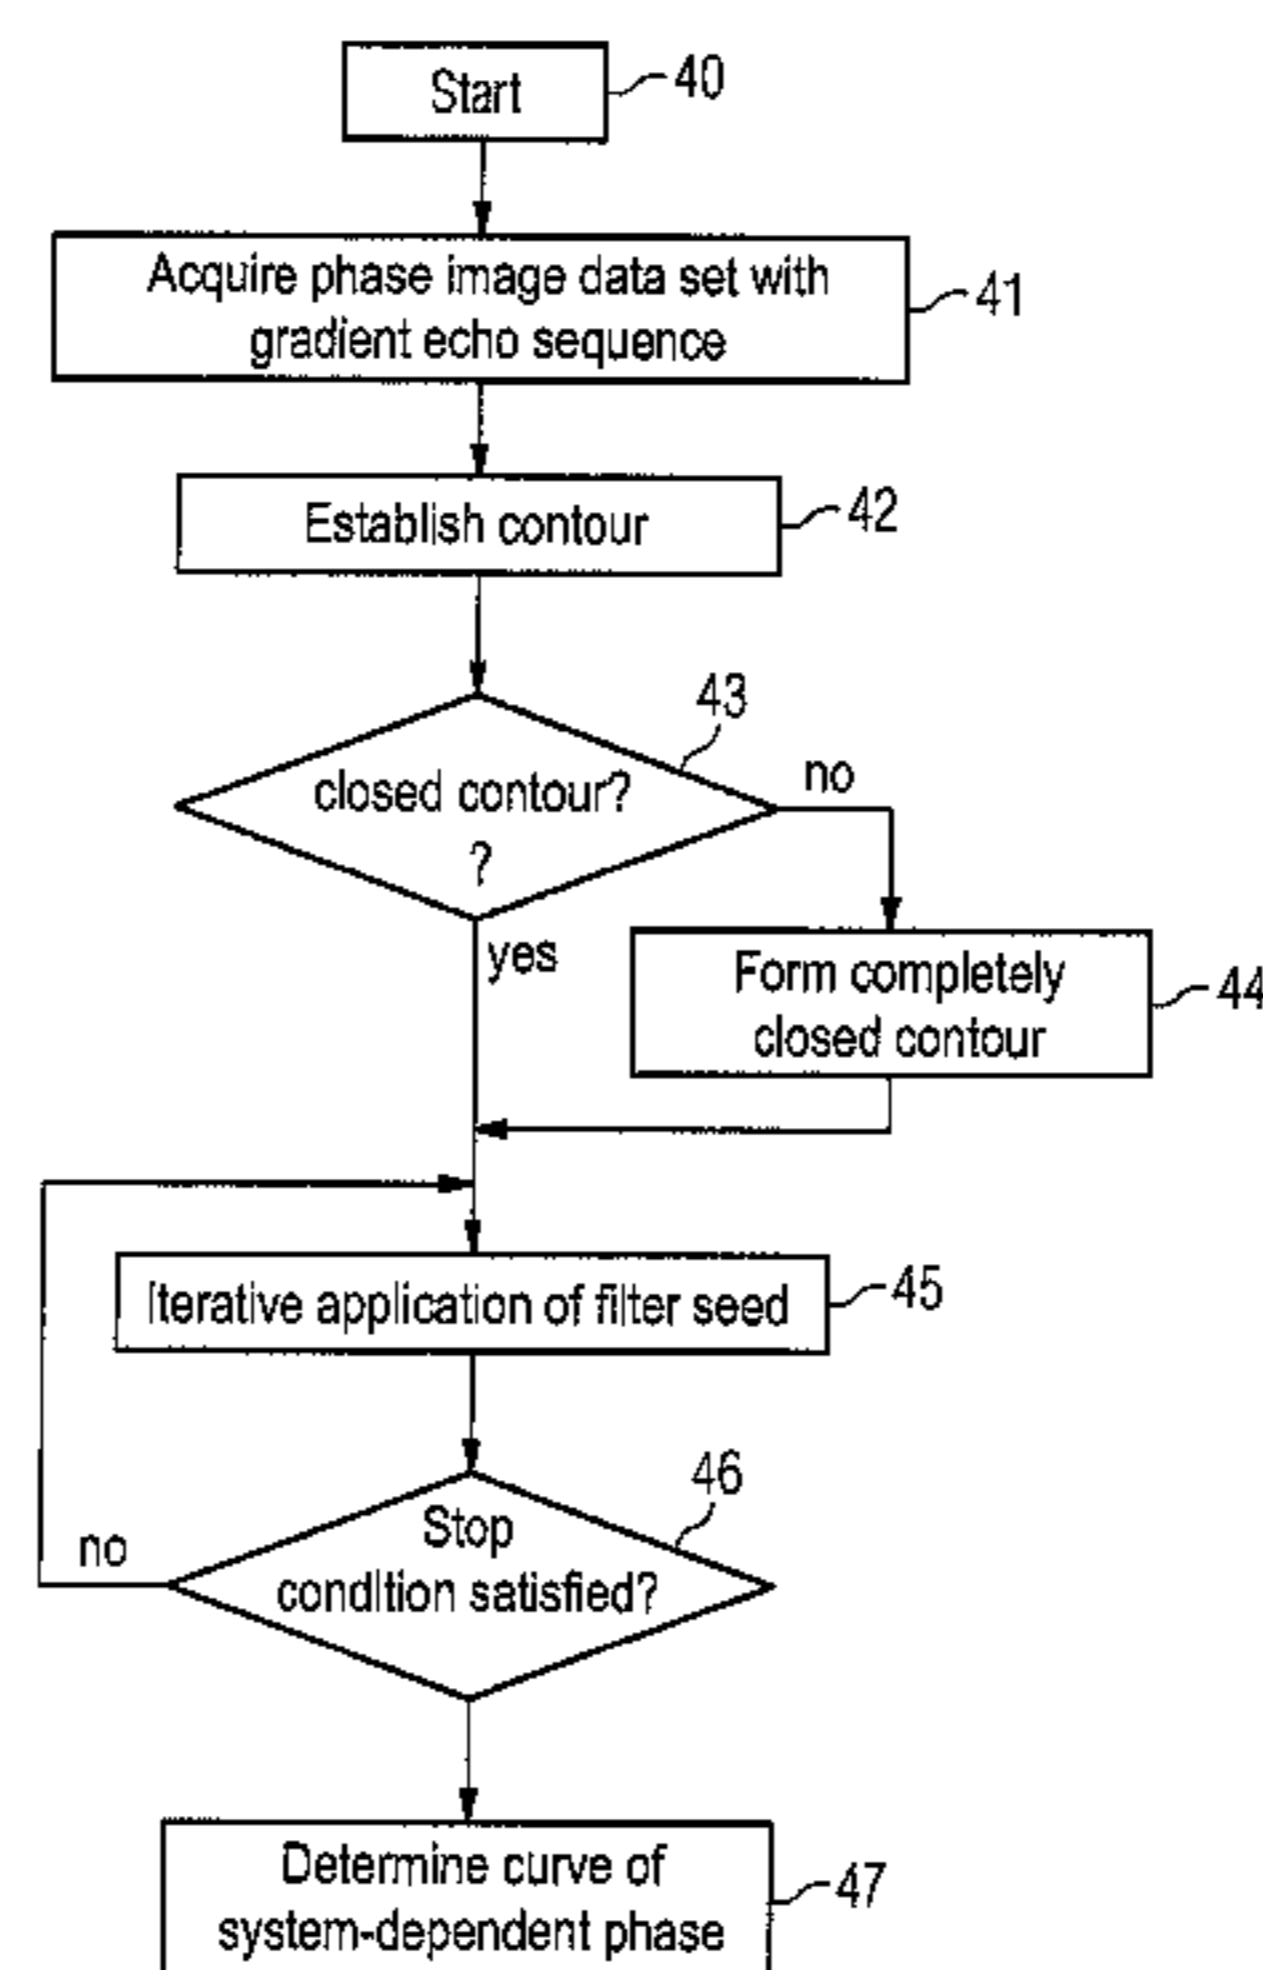 Start
40
Acquire phase image data set with
gradient echo sequence
41
Establish contour
42
43
closed contour?
?
no
yes
Form completely
closed contour
44
Iterative application of filter seed
45
46
Stop
condition satisfied?
no
Determine curve of
system-dependent phase
47